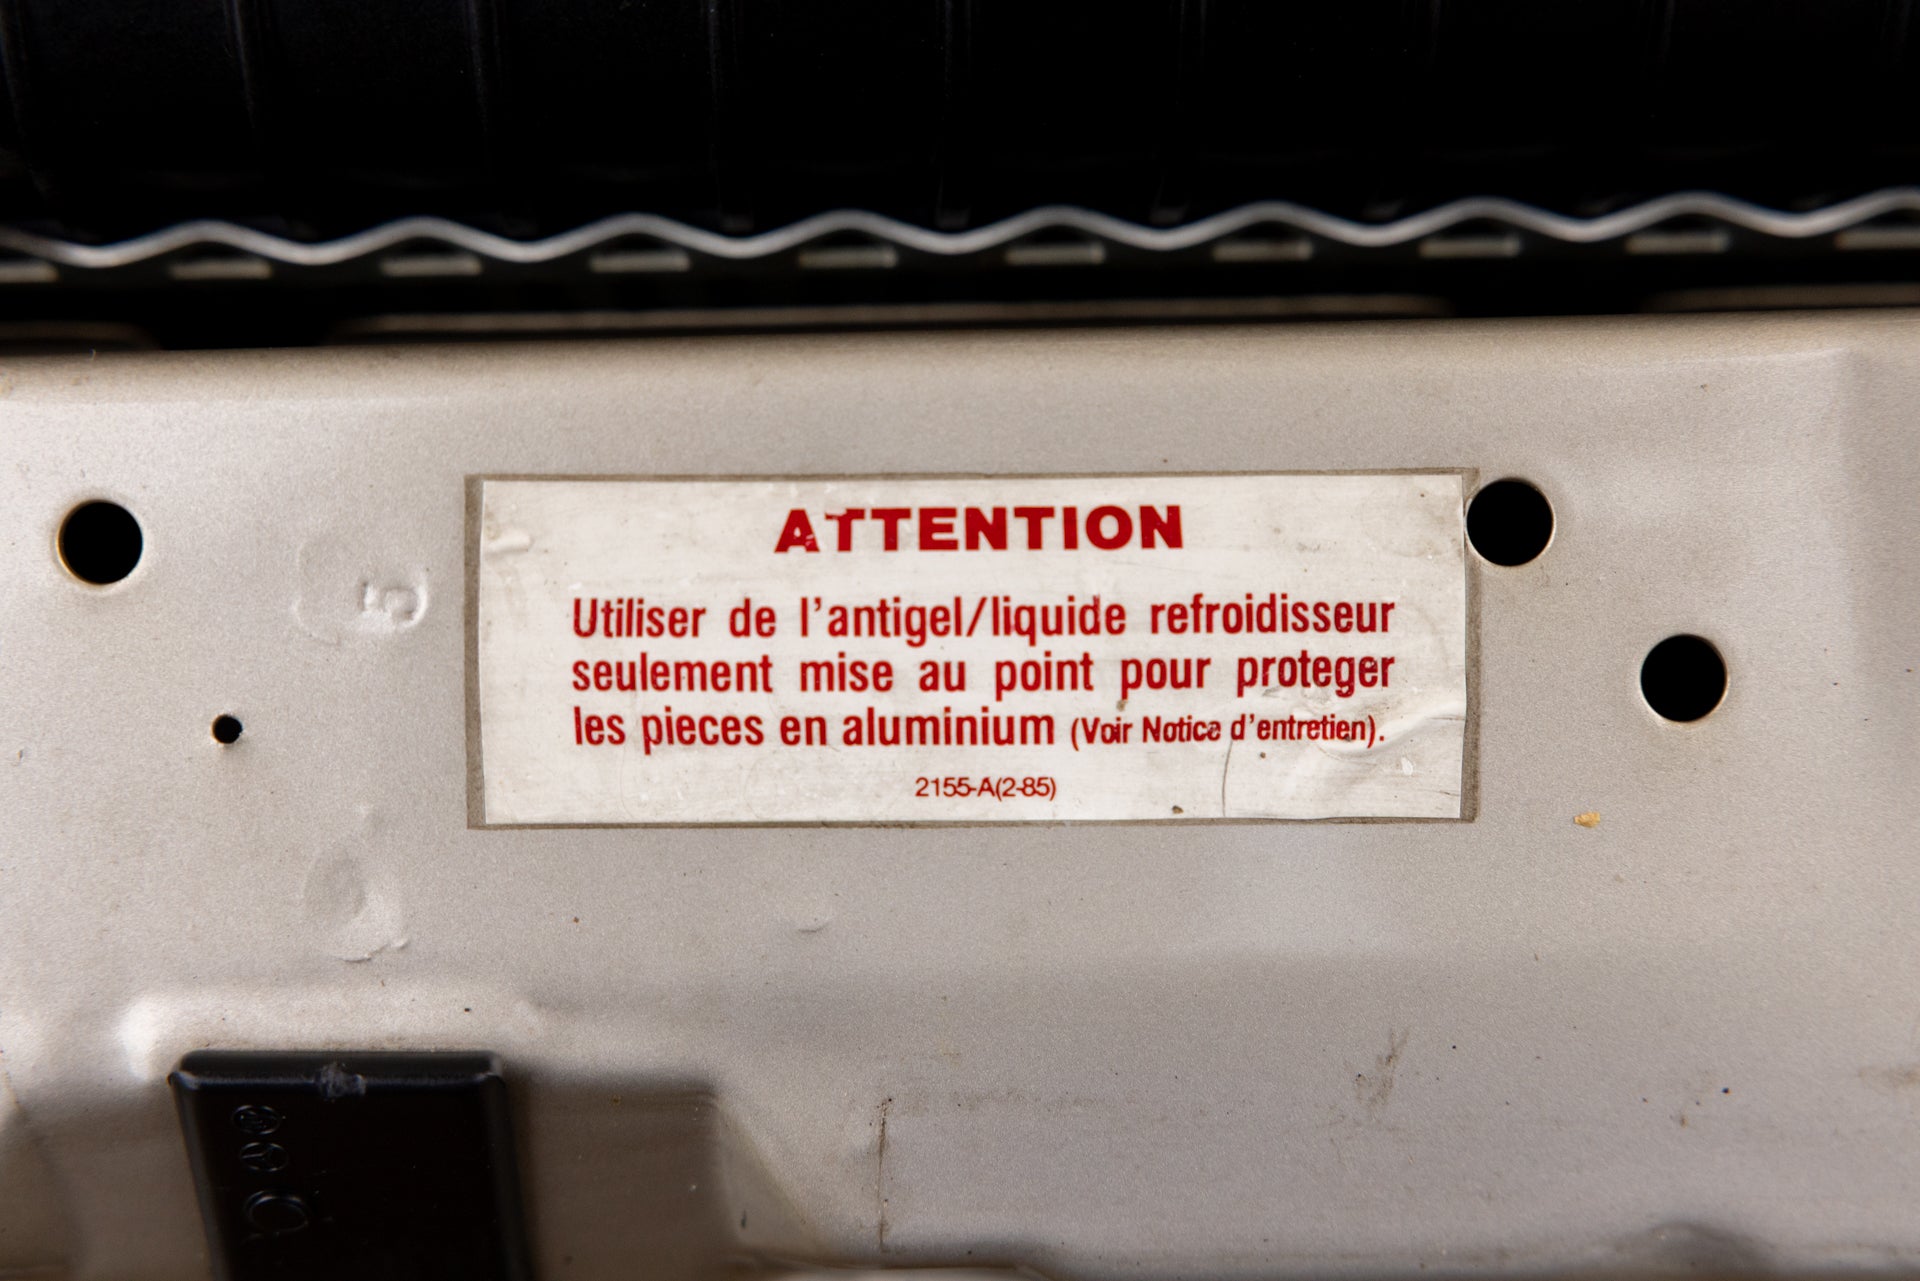 ATTENTION
Utiliser de l'antigel/liquide refroidisseur
seulement mise au point pour proteger
les pieces en aluminium (Voir Notice d'entretien).
2155-A(2-85)
5